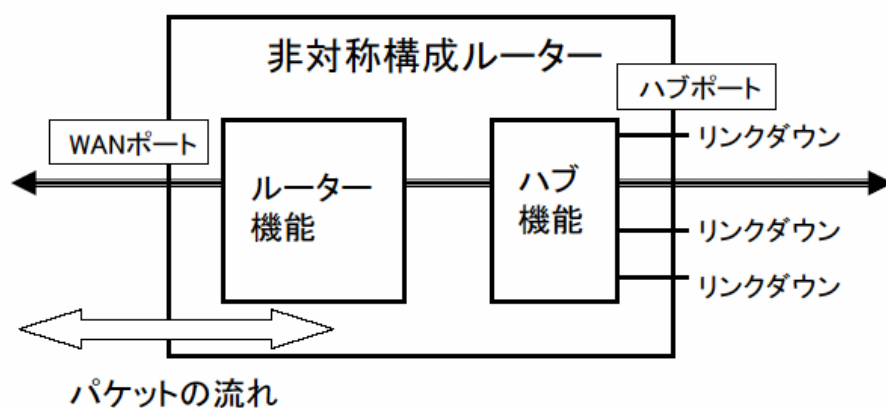 非対称構成ルーター
ハブポート
WANポート
リンクダウン
ルーター
機能
ハブ
機能
リンクダウン
リンクダウン
パケットの流れ